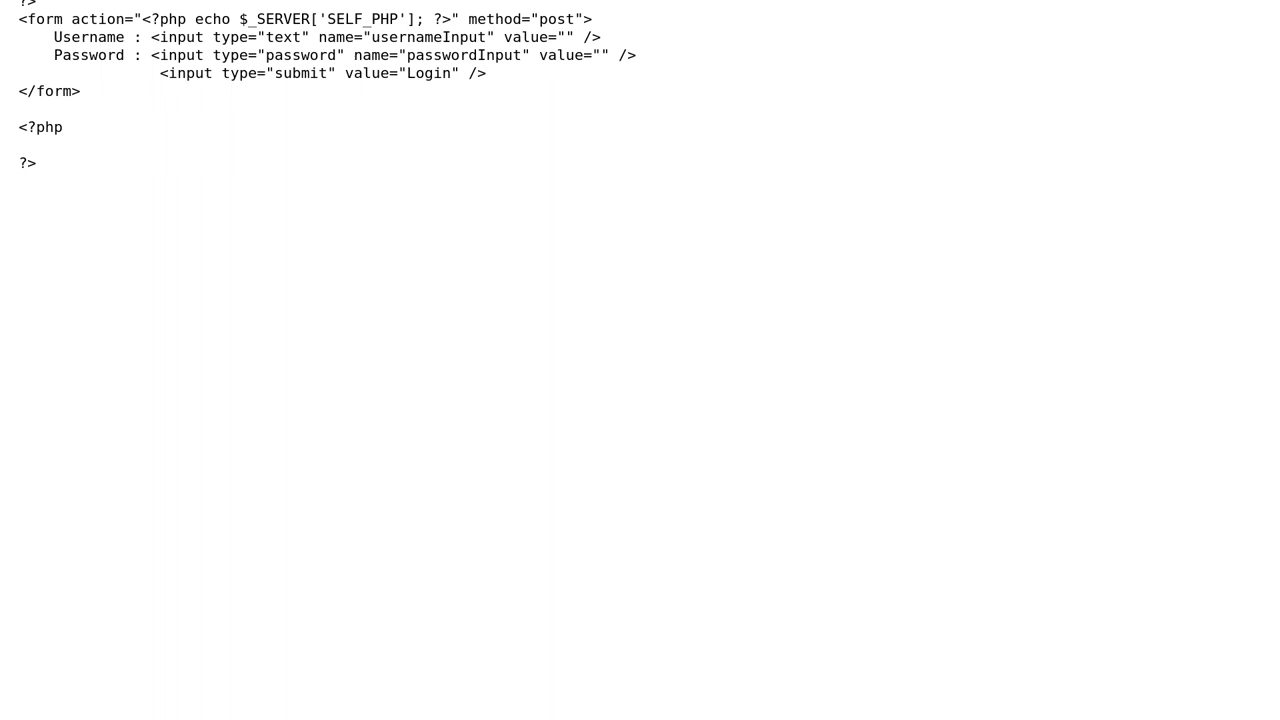 ?>
<form action="<?php echo $_SERVER['SELF_PHP']; ?>" method="post">
    Username : <input type="text" name="usernameInput" value="" />
    Password : <input type="password" name="passwordInput" value="" />
                <input type="submit" value="Login" />
</form>

<?php

?>